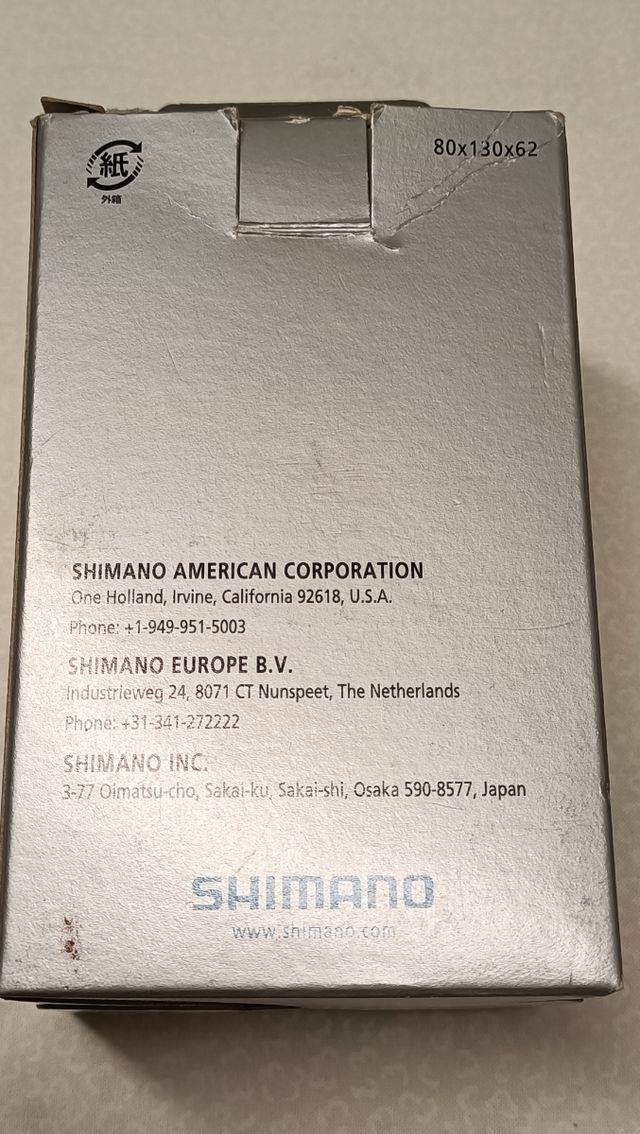 紙
外箱
80x130x62
SHIMANO AMERICAN CORPORATION
One Holland, Irvine, California 92618, U.S.A.
Phone: +1-949-951-5003
SHIMANO EUROPE B.V.
Industrieweg 24, 8071 CT Nunspeet, The Netherlands
Phone: +31-341-272222
SHIMANO INC.
3-77 Oimatsu-cho, Sakai-ku, Sakai-shi, Osaka 590-8577, Japan
SHIMANO
www.shimano.com